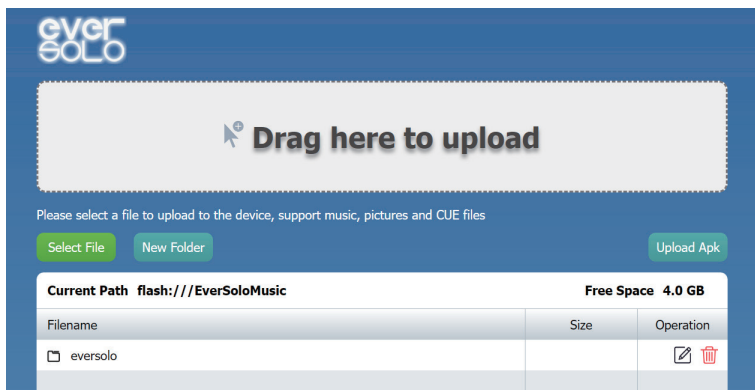 ever
SOLO
Drag here to upload
Please select a file to upload to the device, support music, pictures and CUE files
Select File New Folder Upload Apk
Current Path flash:///EverSoloMusic Free Space 4.0 GB
Filename Size Operation
eversolo